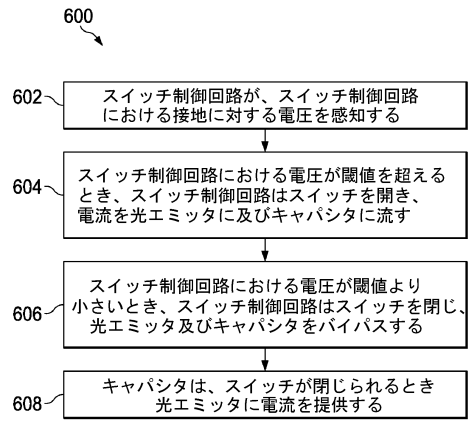 600
602
スイッチ制御回路が、スイッチ制御回路
における接地に対する電圧を感知する
604
スイッチ制御回路における電圧が閾値を超える
とき、スイッチ制御回路はスイッチを開き、
電流を光エミッタに及びキャパシタに流す
606
スイッチ制御回路における電圧が閾値より
小さいとき、スイッチ制御回路はスイッチを閉じ、
光エミッタ及びキャパシタをバイパスする
608
キャパシタは、スイッチが閉じられるとき
光エミッタに電流を提供する